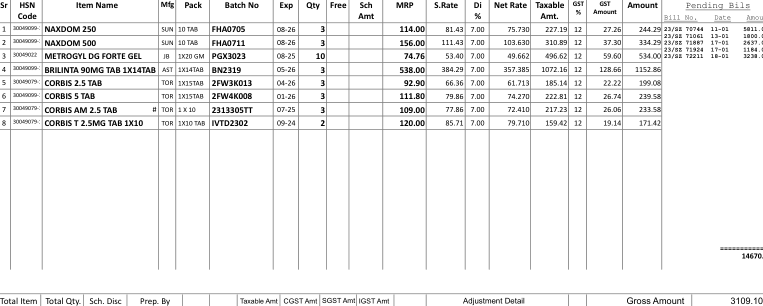 Sr HSN Code Item Name Mfg Pack Batch No Exp Qty Free Sch Amt MRP S.Rate Di % Net Rate Taxable Amt. GST % GST Amount Amount
1 30049099 NAXDOM 250 SUN 10 TAB FHA0705 08-26 3 114.00 81.43 7.00 75.730 227.19 12 27.26 244.29
2 30049099 NAXDOM 500 SUN 10 TAB FHA0711 08-26 3 156.00 111.43 7.00 103.630 310.89 12 37.30 334.29
3 30049022 METROGYL DG FORTE GEL JB 1X20 GM PGX3023 08-25 10 74.76 53.40 7.00 49.662 496.62 12 59.60 534.00
4 30049099 BRILINTA 90MG TAB 1X14TAB AST 1X14TAB BN2319 05-25 3 538.00 384.29 7.00 357.385 1072.16 12 128.66 1152.86
5 30049079 CORBIS 2.5 TAB TOR 1X15TAB 2FW3K013 04-26 3 92.90 66.36 7.00 61.713 185.14 12 22.22 199.08
6 30049099 CORBIS 5 TAB TOR 1X15TAB 2FW4K008 01-26 3 111.80 79.86 7.00 74.270 222.81 12 26.74 239.58
7 30049079 CORBIS AM 2.5 TAB # TOR 1 X 10 2313305TT 07-25 3 109.00 77.86 7.00 72.410 217.23 12 26.06 233.58
8 30049079 CORBIS T 2.5MG TAB 1X10 TOR 1X10 TAB IVTD2302 09-24 2 120.00 85.71 7.00 79.710 159.42 12 19.14 171.42
Pending Bils
Bill No. Date Amou
23/SZ 70744 11-01 5811.
23/SZ 71061 13-01 1800.
23/SZ 71887 17-01 2637.
23/SZ 71924 17-01 1184.
23/SZ 72211 18-01 3238.
===========
14670.
Total Item Total Qty. Sch. Disc Prep. By Taxable Amt CGST Amt SGST Amt IGST Amt Adjustment Detail Gross Amount 3109.10